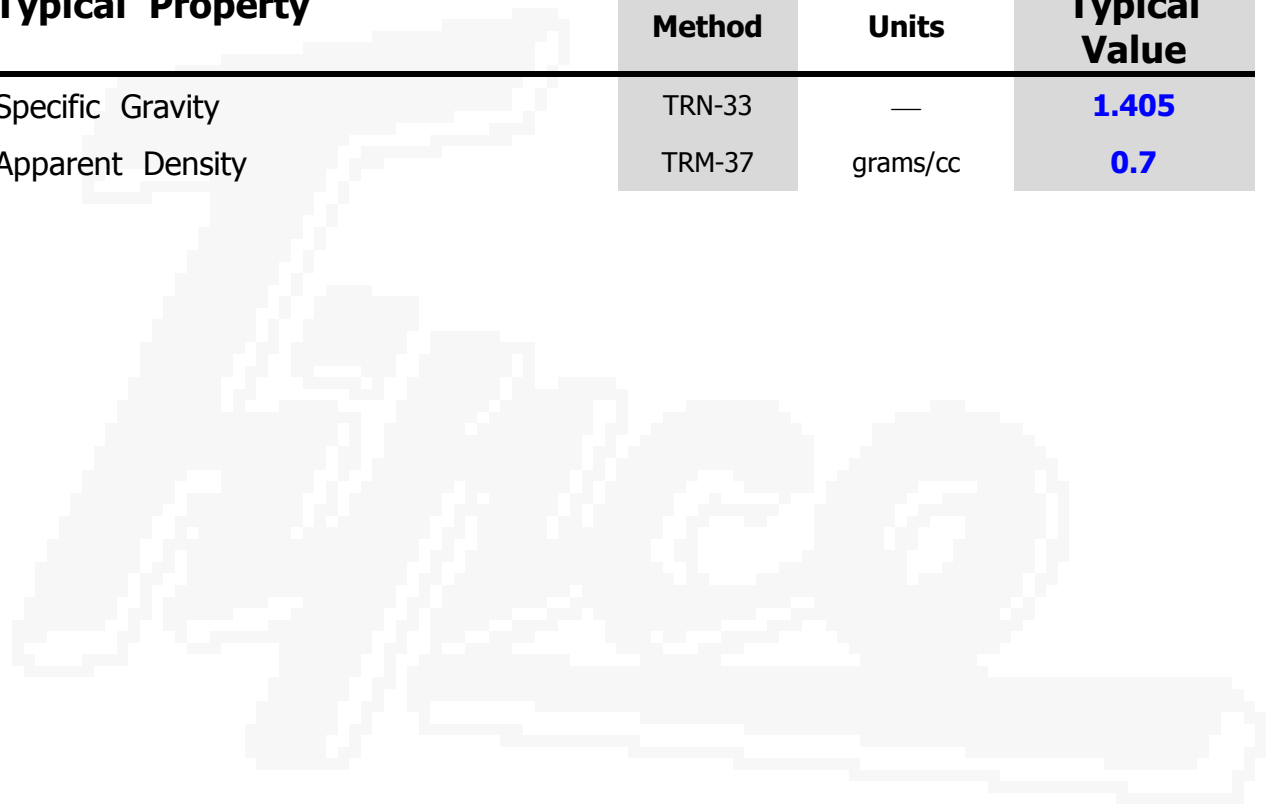 Typical Property Method Units Typical Value
Specific Gravity TRN-33 — 1.405
Apparent Density TRM-37 grams/cc 0.7